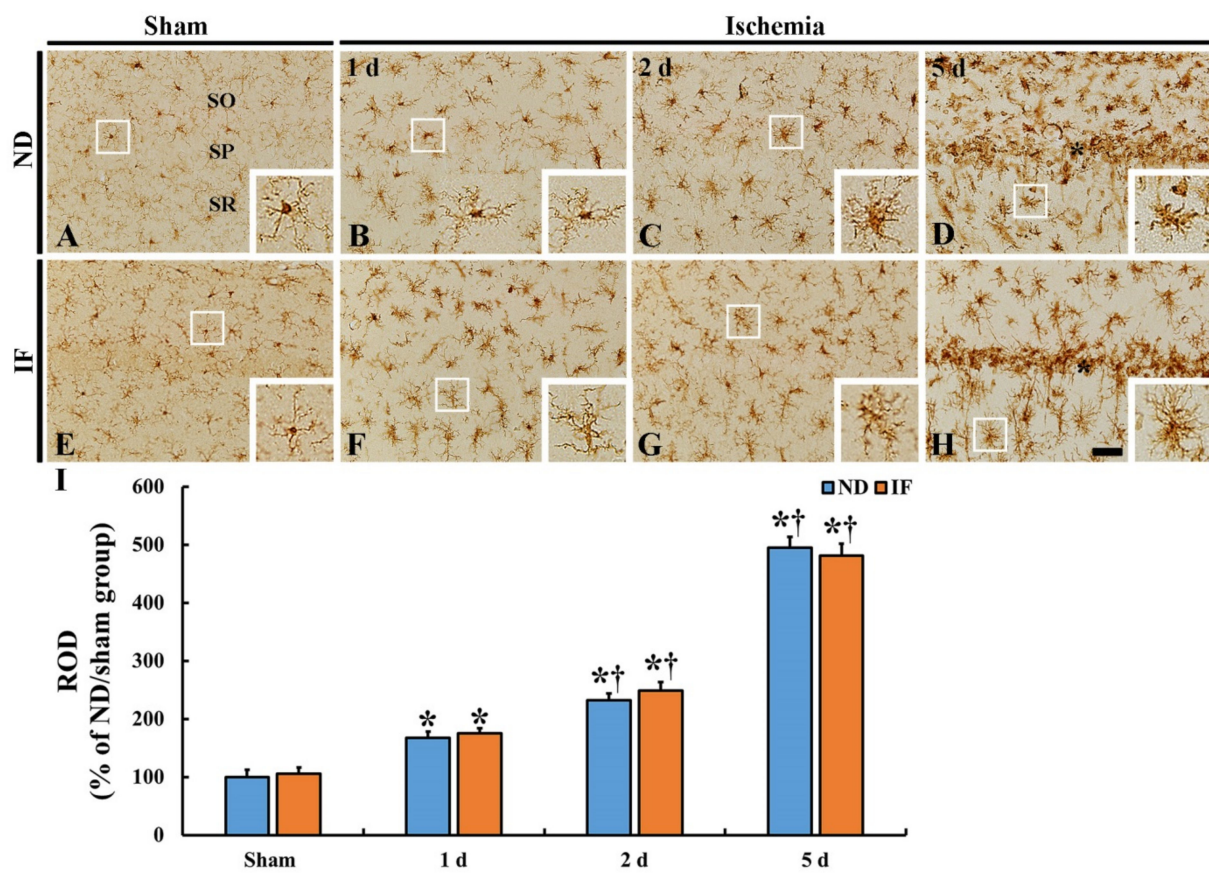 Sham Ischemia
ND
1 d 2 d 5 d
SO
SP
SR
*
A B C D
IF
*
E F G H
I
600
500
400
300
200
100
0
ROD
(% of ND/sham group)
ND IF
* * *† *† *† *†
Sham 1 d 2 d 5 d